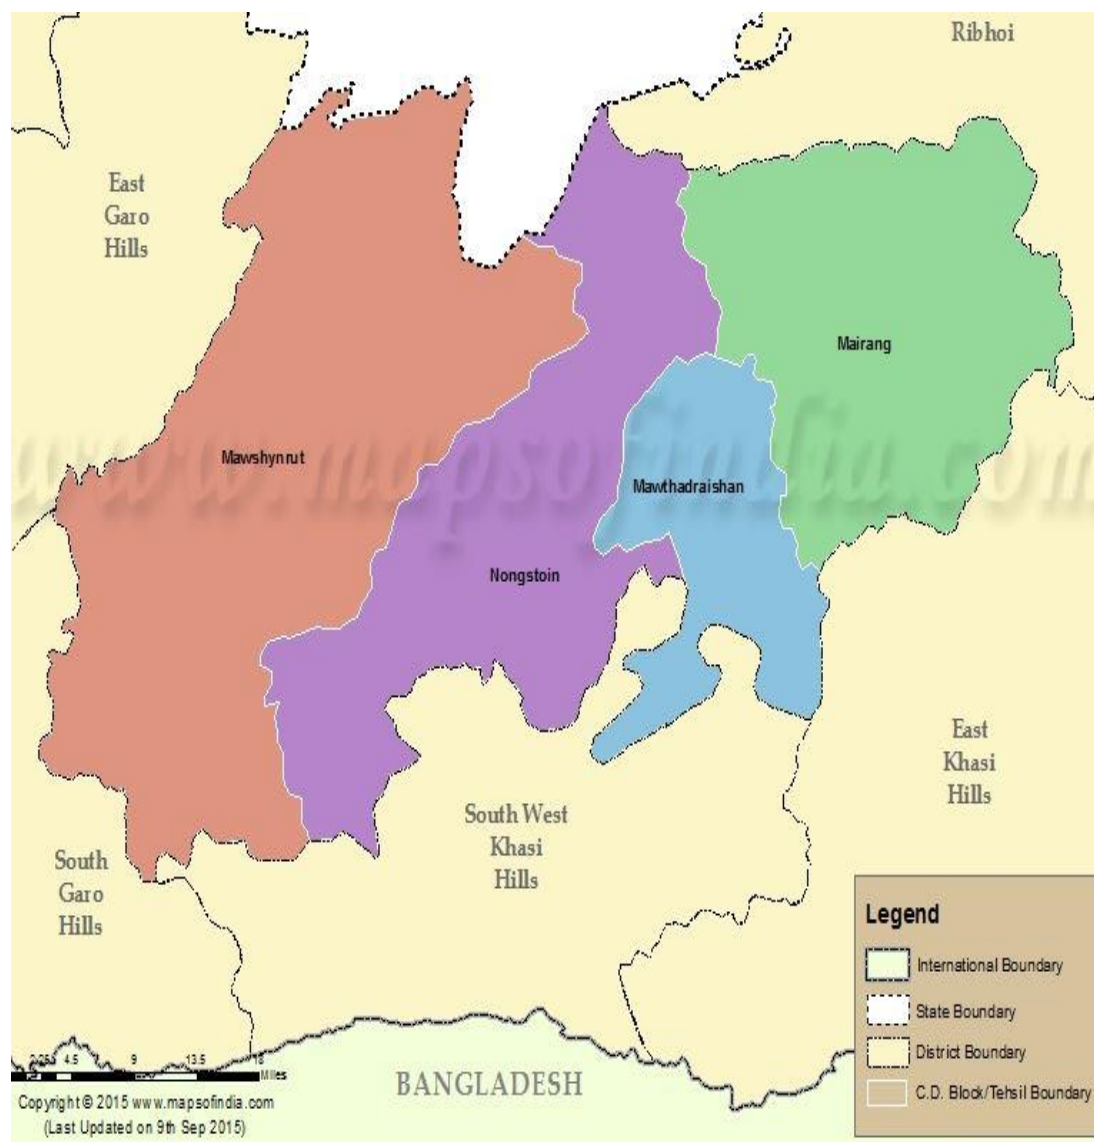 Ribhoi
East
Garo
Hills
Mairang
Mawshynrut
www.mapsofindia.com
Mawthadraishan
Nongstoin
East
Khasi
Hills
South West
Khasi
Hills
South
Garo
Hills
Legend
International Boundary
State Boundary
District Boundary
C.D. Block/Tehsil Boundary
4.5 9 13.5 18
Miles
BANGLADESH
Copyright © 2015 www.mapsofindia.com
(Last Updated on 9th Sep 2015)